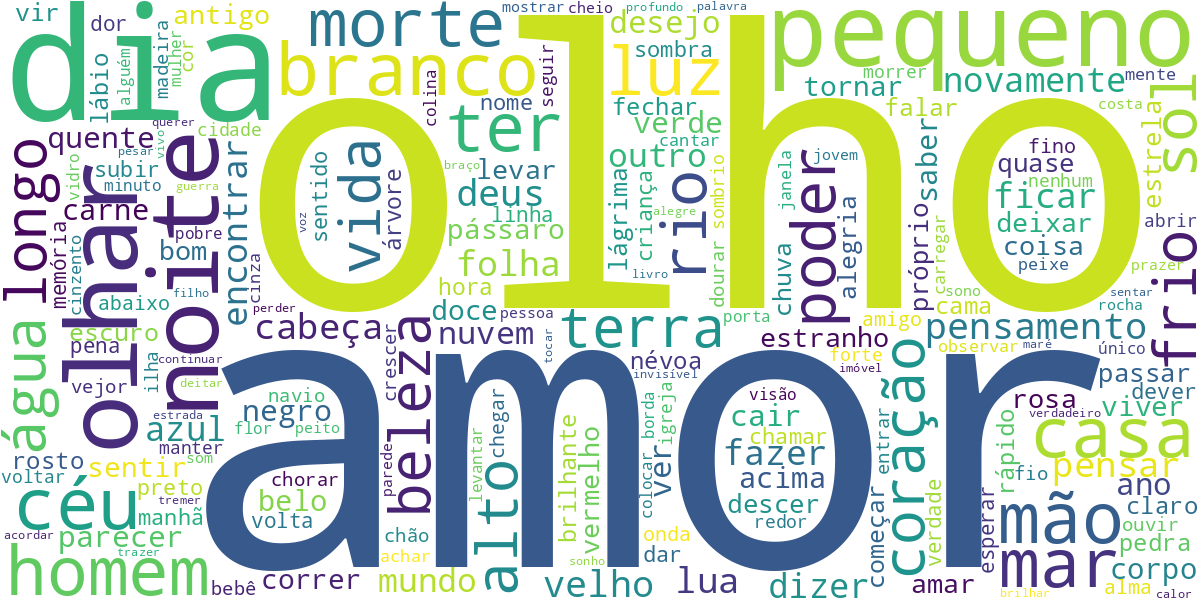 olho
amor
dia
pequeno
noite
olhar
branco
morte
luz
casa
mar
mão
homem
céu
água
longo
vida
ter
rio
poder
frio
sol
terra
beleza
alto
coração
vir
dor
antigo
lábio
alguém
madeira
mulher
cor
quente
querer
cidade
vidro
subir
minuto
pesar
vivo
guerra
carne
pobre
memória
bom
cinzento
abaixo
filho
encontrar
cinza
escuro
perder
pena
continuar
vejor
ilha
deitar
estrada
azul
manter
rosto
voltar
sentir
som
preto
tremer
manhã
acordar
parecer
trazer
bebê
correr
cabeça
crescer
navio
negro
flor
peito
chorar
belo
volta
parede
chão
achar
mundo
levantar
chegar
velho
sonho
brilhante
vermelho
colocar
borda
igreja
ver
onda
dar
lua
dizer
redor
descer
acima
fazer
chamar
cair
visão
começar
entrar
verdade
amar
esperar
rápido
fio
brilhar
alma
calor
corpo
pedra
ouvir
claro
ano
pensar
viver
verdadeiro
rosa
dever
passar
único
maré
observar
pensamento
forte
imóvel
amigo
estranho
névoa
invisível
tocar
pessoa
nuvem
doce
hora
folha
pássaro
linha
deus
levar
nome
seguir
colina
braço
voz
sentido
árvore
mostrar
cheio
profundo
palavra
desejo
sombra
fechar
verde
cantar
outro
lágrima
criança
alegre
livro
dourar
sombrio
porta
janela
chuva
jovem
alegria
morrer
tornar
novamente
mente
falar
costa
saber
estrela
fino
quase
nenhum
ficar
deixar
coisa
peixe
próprio
carregar
cama
sono
abrir
prazer
sentar
rocha